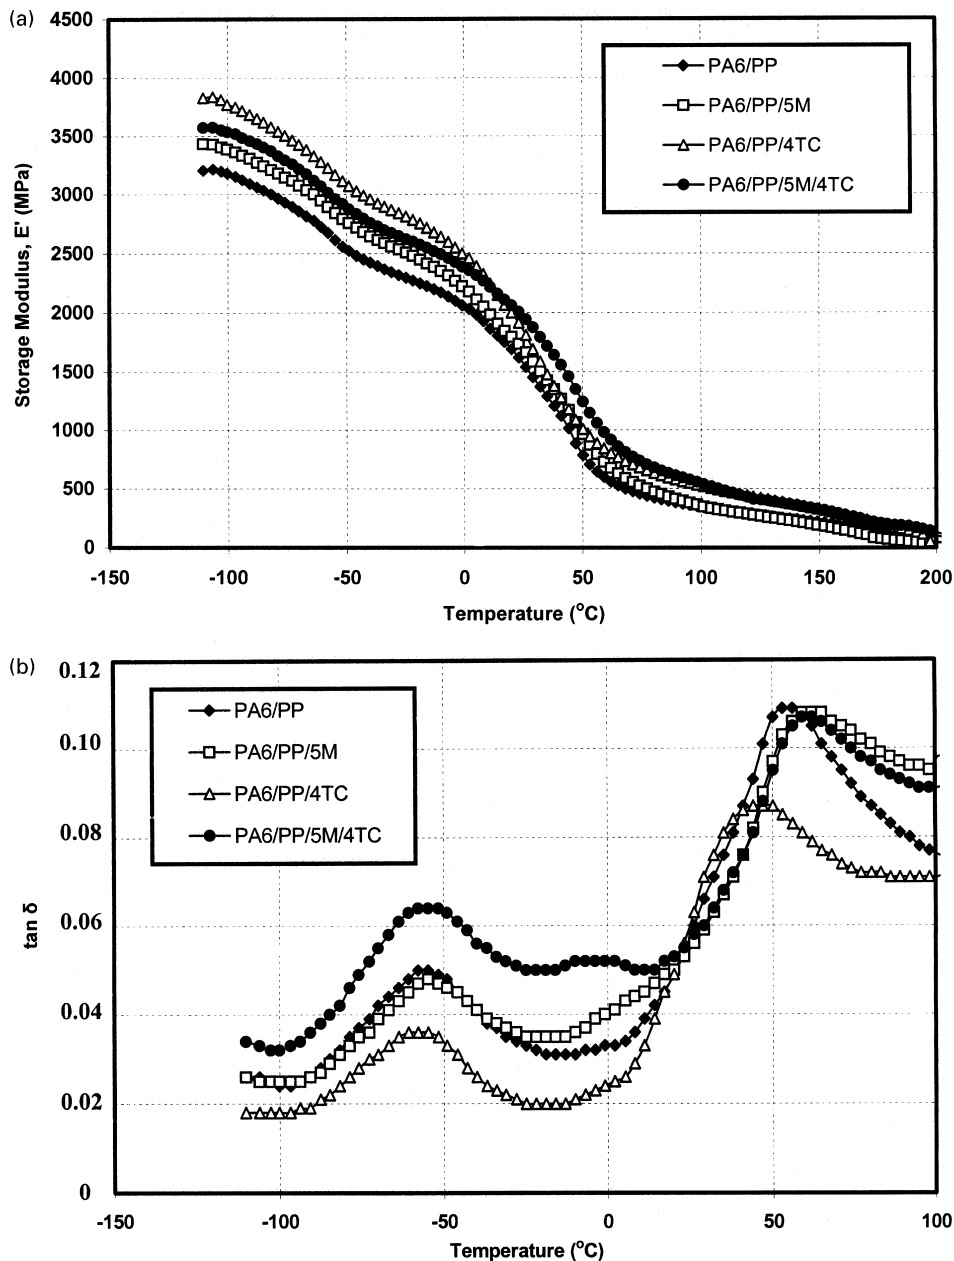 (a)
4500
4000
3500
3000
2500
2000
1500
1000
500
0
Storage Modulus, E' (MPa)
PA6/PP
PA6/PP/5M
PA6/PP/4TC
PA6/PP/5M/4TC
-150 -100 -50 0 50 100 150 200
Temperature (°C)
(b)
0.12
0.10
0.08
0.06
0.04
0.02
0
tan δ
PA6/PP
PA6/PP/5M
PA6/PP/4TC
PA6/PP/5M/4TC
-150 -100 -50 0 50 100
Temperature (°C)